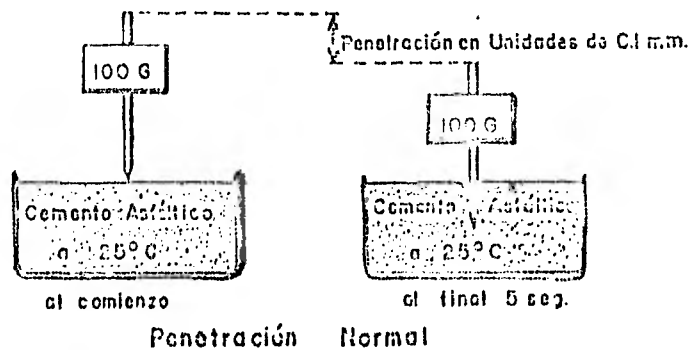 Penetración en Unidades de 0.1 m.m.
100 G
100 G
Cemento Asfáltico
a 25° C
Cemento Asfáltico
a 25° C
al comienzo
al final 5 seg.
Penetración Normal